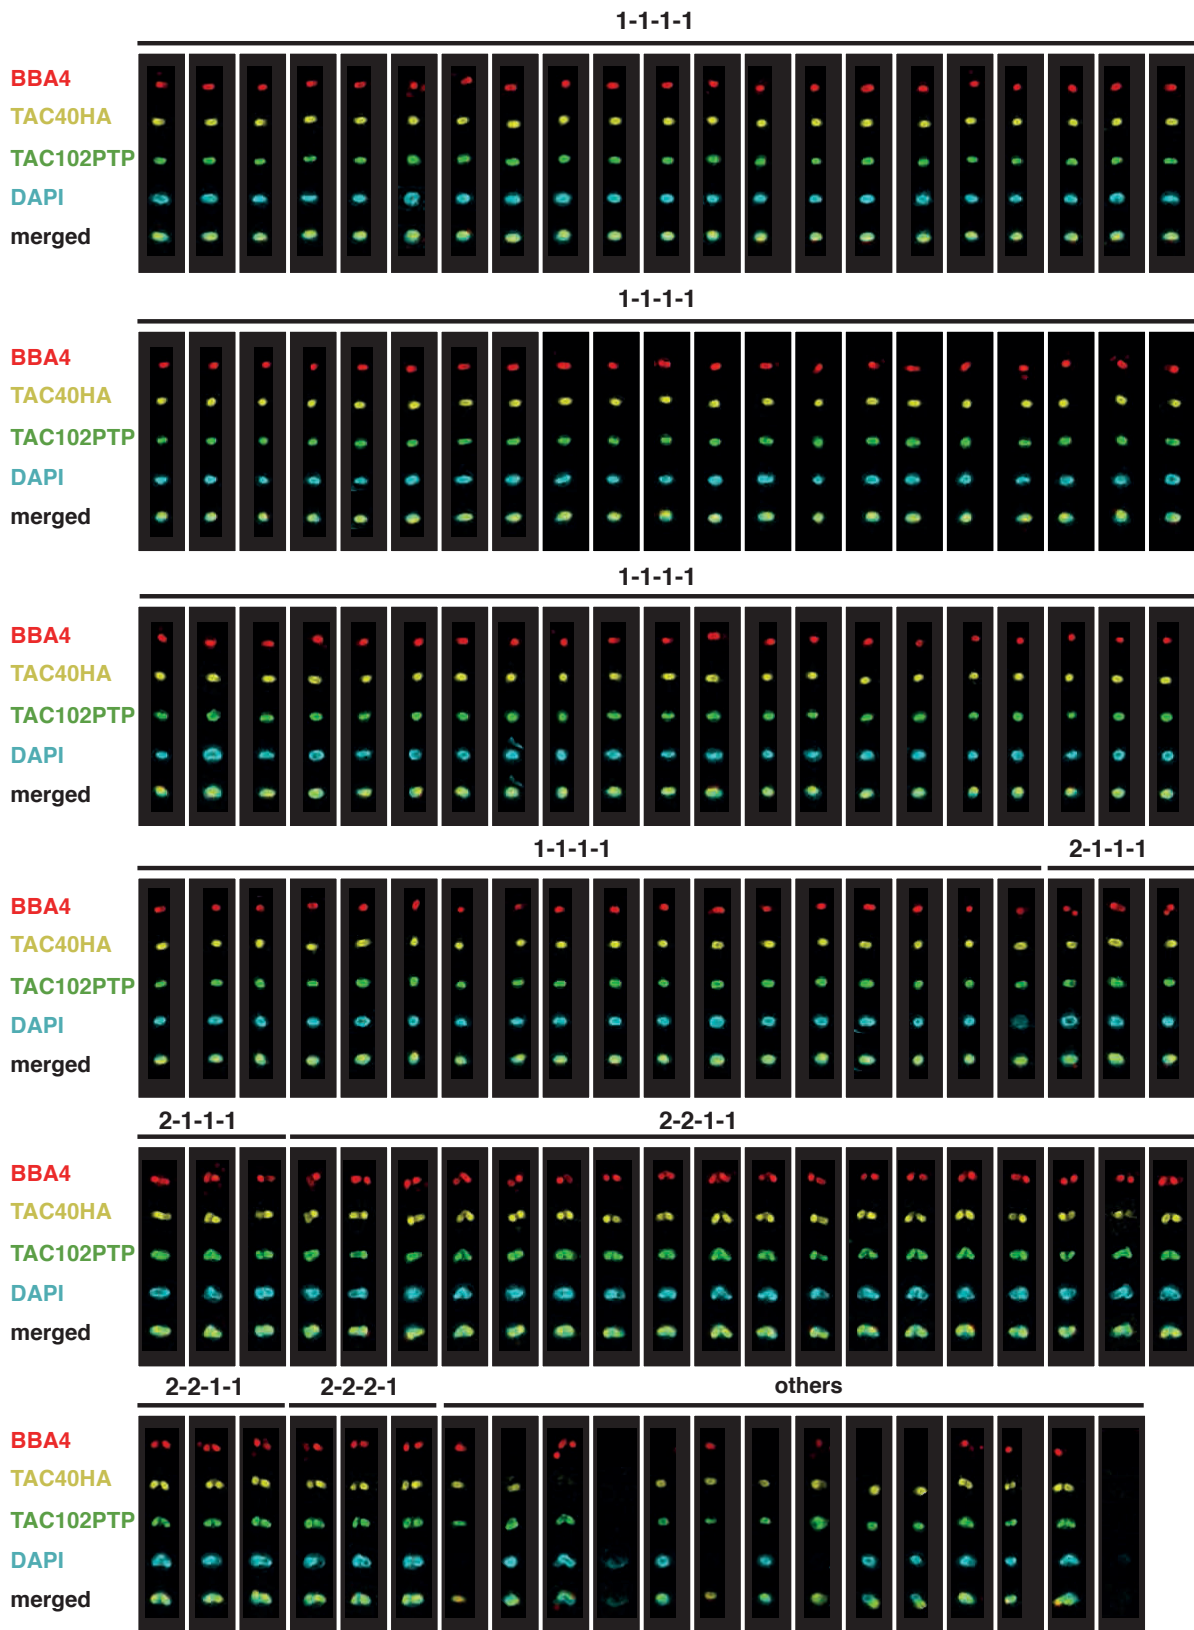 1-1-1-1
BBA4
TAC40HA
TAC102PTP
DAPI
merged
1-1-1-1
BBA4
TAC40HA
TAC102PTP
DAPI
merged
1-1-1-1
BBA4
TAC40HA
TAC102PTP
DAPI
merged
1-1-1-1 2-1-1-1
BBA4
TAC40HA
TAC102PTP
DAPI
merged
2-1-1-1 2-2-1-1
BBA4
TAC40HA
TAC102PTP
DAPI
merged
2-2-1-1 2-2-2-1 others
BBA4
TAC40HA
TAC102PTP
DAPI
merged